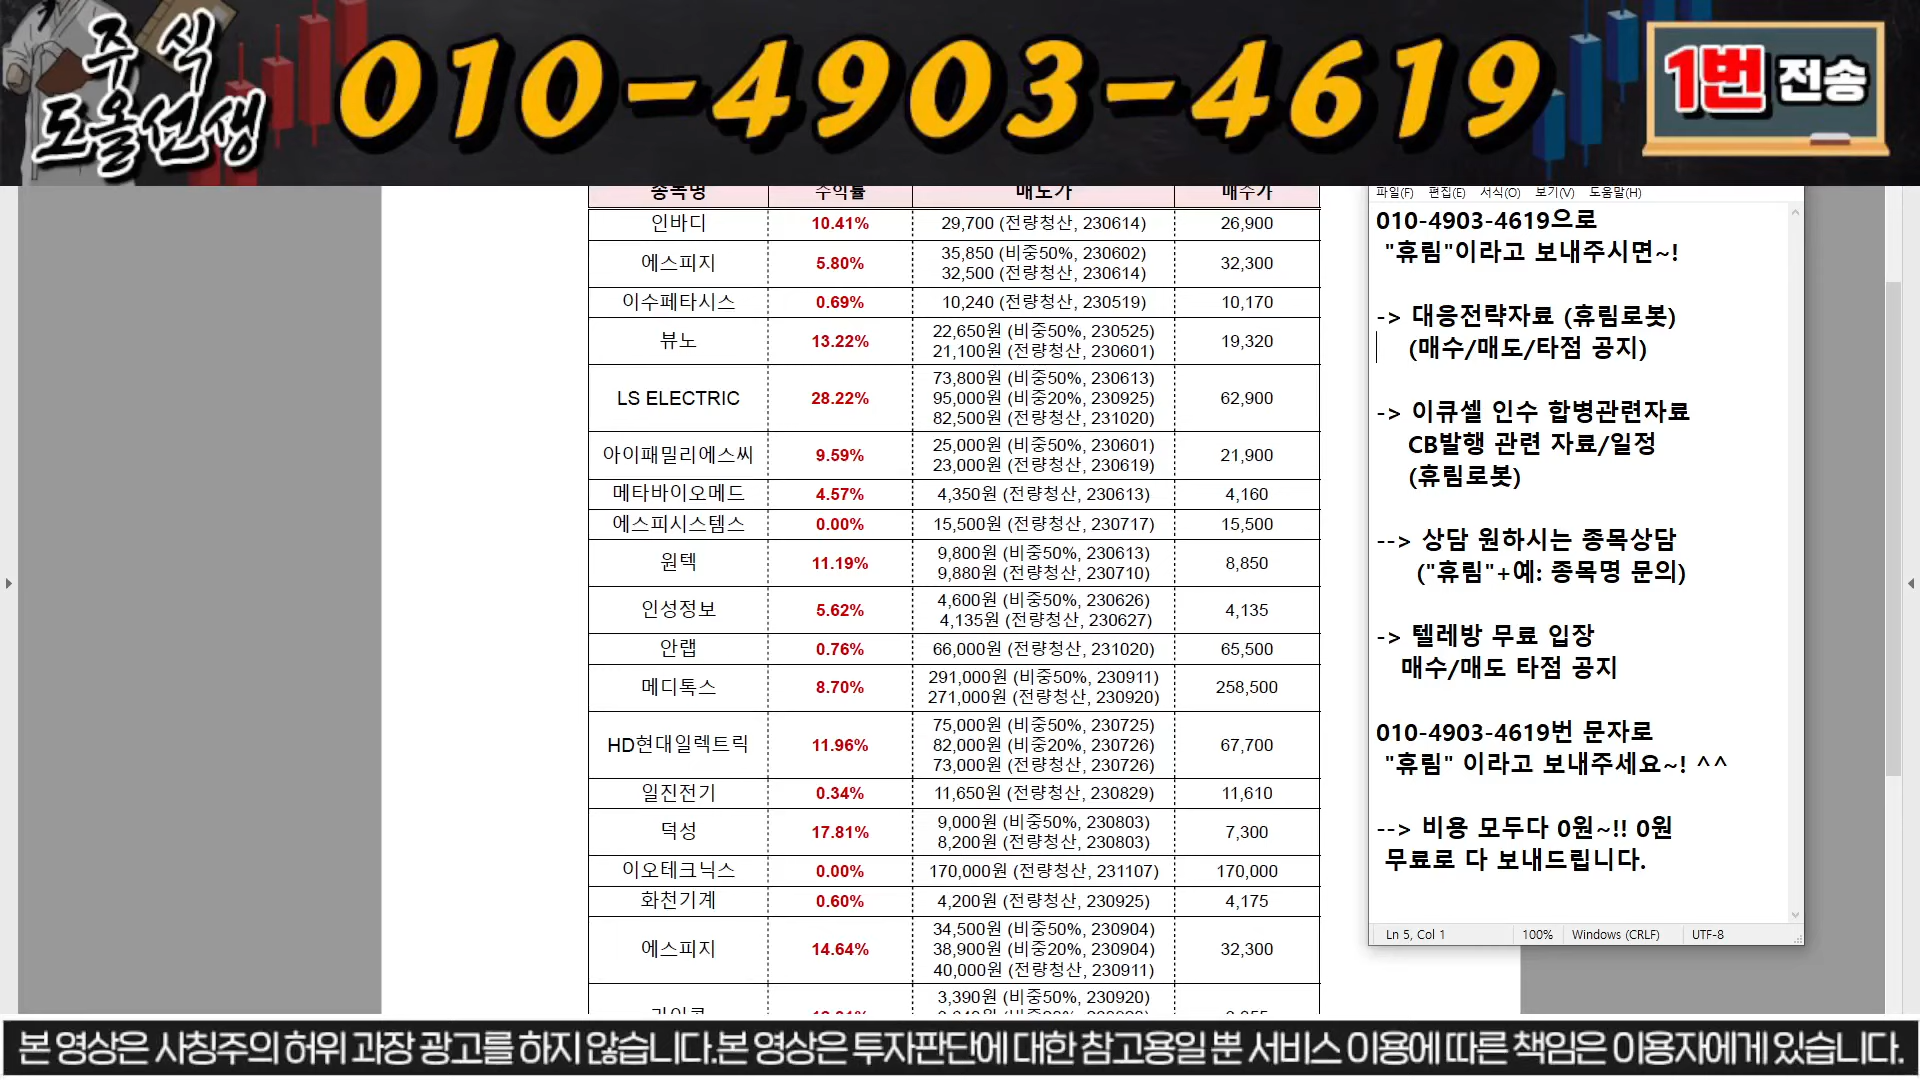 주식
도올선생
010-4903-4619
1번 전송
종목명 수익률 매도가 매수가
인바디 10.41% 29,700 (전량청산, 230614) 26,900
에스피지 5.80% 35,850 (비중50%, 230602) 32,300
32,500 (전량청산, 230614)
이수페타시스 0.69% 10,240 (전량청산, 230519) 10,170
뷰노 13.22% 22,650원 (비중50%, 230525) 19,320
21,100원 (전량청산, 230601)
LS ELECTRIC 28.22% 73,800원 (비중50%, 230613) 62,900
95,000원 (비중20%, 230925)
82,500원 (전량청산, 231020)
아이패밀리에스씨 9.59% 25,000원 (비중50%, 230601) 21,900
23,000원 (전량청산, 230619)
메타바이오메드 4.57% 4,350원 (전량청산, 230613) 4,160
에스피시스템스 0.00% 15,500원 (전량청산, 230717) 15,500
원텍 11.19% 9,800원 (비중50%, 230613) 8,850
9,880원 (전량청산, 230710)
인성정보 5.62% 4,600원 (비중50%, 230626) 4,135
4,135원 (전량청산, 230627)
안랩 0.76% 66,000원 (전량청산, 231020) 65,500
메디톡스 8.70% 291,000원 (비중50%, 230911) 258,500
271,000원 (전량청산, 230920)
HD현대일렉트릭 11.96% 75,000원 (비중50%, 230725) 67,700
82,000원 (비중20%, 230726)
73,000원 (전량청산, 230726)
일진전기 0.34% 11,650원 (전량청산, 230829) 11,610
덕성 17.81% 9,000원 (비중50%, 230803) 7,300
8,200원 (전량청산, 230803)
이오테크닉스 0.00% 170,000원 (전량청산, 231107) 170,000
화천기계 0.60% 4,200원 (전량청산, 230925) 4,175
에스피지 14.64% 34,500원 (비중50%, 230904) 32,300
38,900원 (비중20%, 230904)
40,000원 (전량청산, 230911)
3,390원 (비중50%, 230920)
파일(F) 편집(E) 서식(O) 보기(V) 도움말(H)
010-4903-4619으로
"휴림"이라고 보내주시면~!
-> 대응전략자료 (휴림로봇)
(매수/매도/타점 공지)
-> 이큐셀 인수 합병관련자료
CB발행 관련 자료/일정
(휴림로봇)
--> 상담 원하시는 종목상담
("휴림"+예: 종목명 문의)
-> 텔레방 무료 입장
매수/매도 타점 공지
010-4903-4619번 문자로
"휴림" 이라고 보내주세요~! ^^
--> 비용 모두다 0원~!! 0원
무료로 다 보내드립니다.
Ln 5, Col 1 100% Windows (CRLF) UTF-8
본 영상은 사칭주의 허위 과장 광고를 하지 않습니다.본 영상은 투자판단에 대한 참고용일 뿐 서비스 이용에 따른 책임은 이용자에게 있습니다.